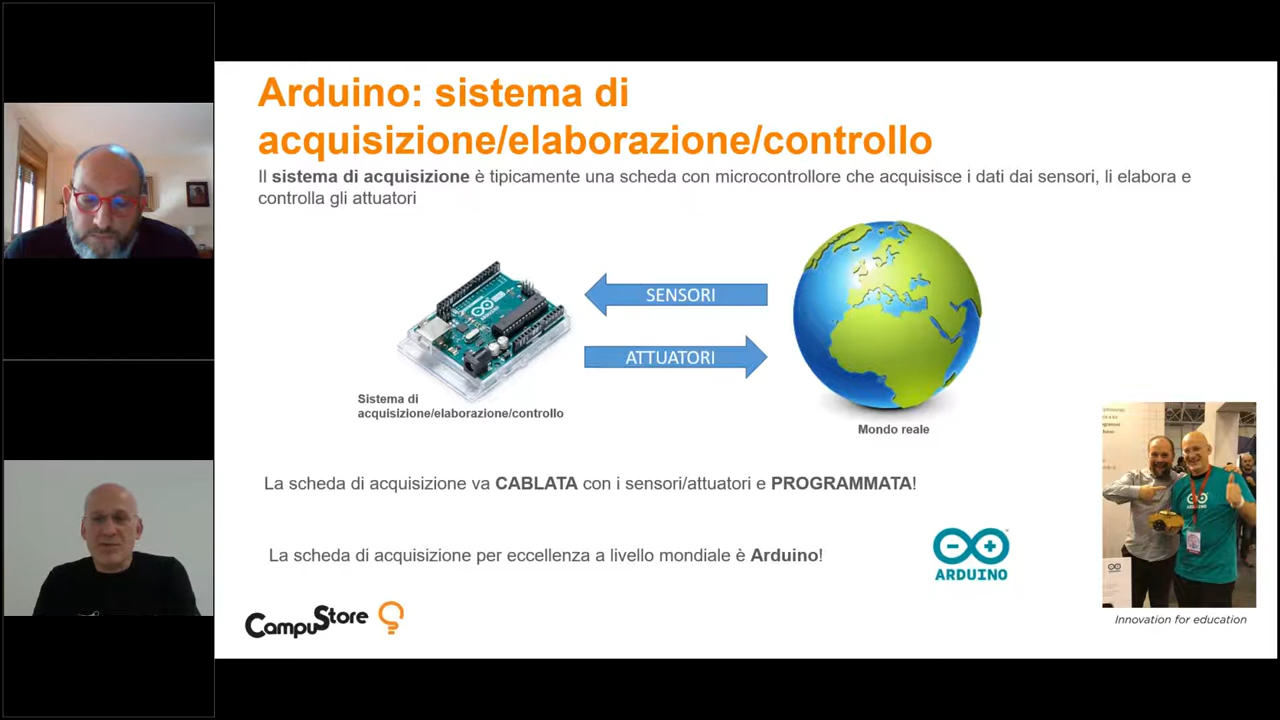 Arduino: sistema di
acquisizione/elaborazione/controllo
Il sistema di acquisizione è tipicamente una scheda con microcontrollore che acquisisce i dati dai sensori, li elabora e
controlla gli attuatori
SENSORI
ATTUATORI
Sistema di
acquisizione/elaborazione/controllo
Mondo reale
La scheda di acquisizione va CABLATA con i sensori/attuatori e PROGRAMMATA!
La scheda di acquisizione per eccellenza a livello mondiale è Arduino!
ARDUINO
ARDUINO
CampuStore
Innovation for education